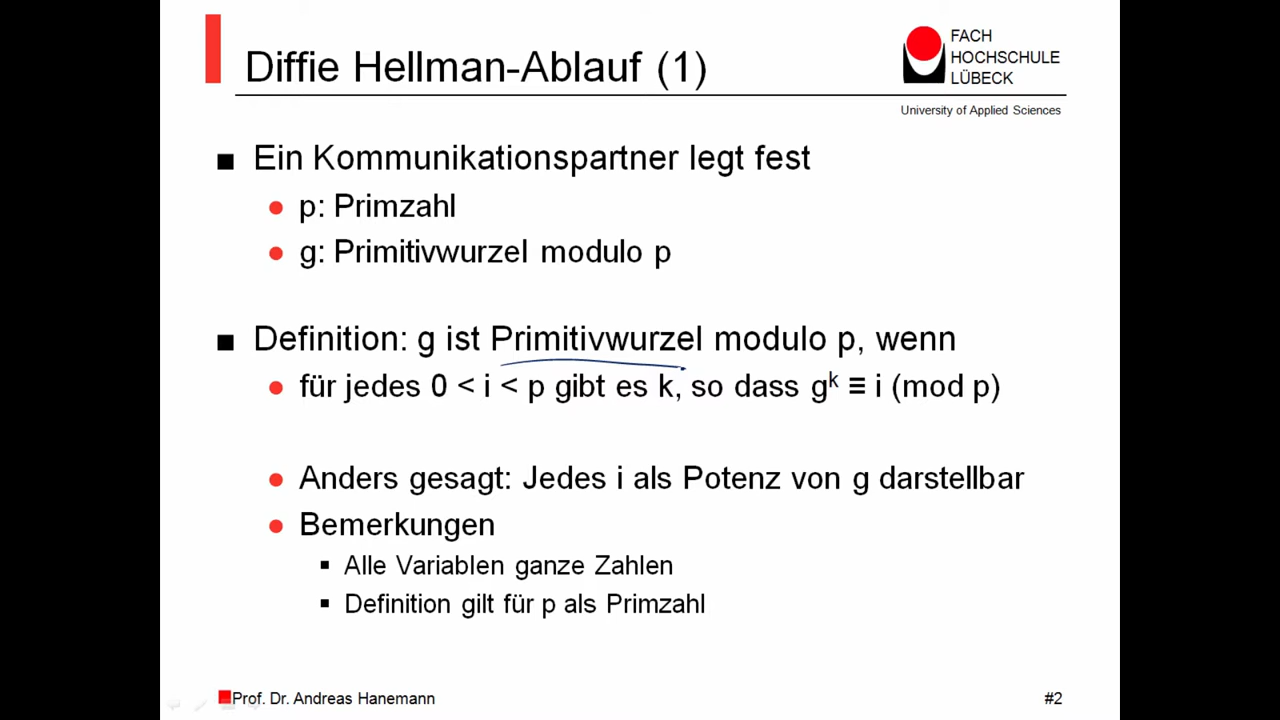 Diffie Hellman-Ablauf (1)
FACH
HOCHSCHULE
LÜBECK
University of Applied Sciences
Ein Kommunikationspartner legt fest
p: Primzahl
g: Primitivwurzel modulo p
Definition: g ist Primitivwurzel modulo p, wenn
für jedes 0 < i < p gibt es k, so dass gᵏ ≡ i (mod p)
Anders gesagt: Jedes i als Potenz von g darstellbar
Bemerkungen
Alle Variablen ganze Zahlen
Definition gilt für p als Primzahl
Prof. Dr. Andreas Hanemann
#2